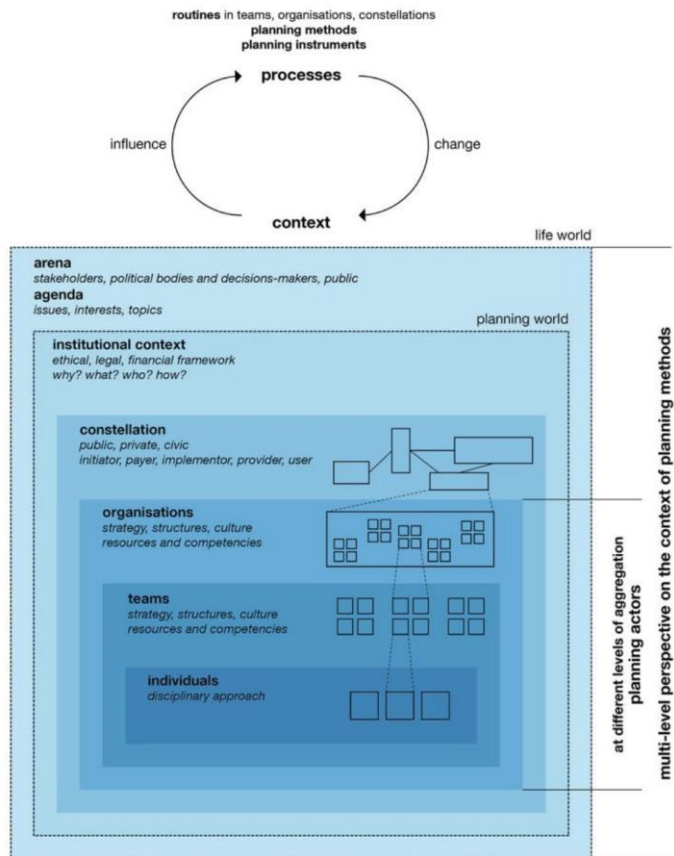 routines in teams, organisations, constellations
planning methods
planning instruments
processes
influence
change
context
life world
arena
stakeholders, political bodies and decisions-makers, public
agenda
issues, interests, topics
planning world
institutional context
ethical, legal, financial framework
why? what? who? how?
constellation
public, private, civic
initiator, payer, implementor, provider, user
organisations
strategy, structures, culture
resources and competencies
teams
strategy, structures, culture
resources and competencies
individuals
disciplinary approach
at different levels of aggregation
planning actors
multi-level perspective on the context of planning methods